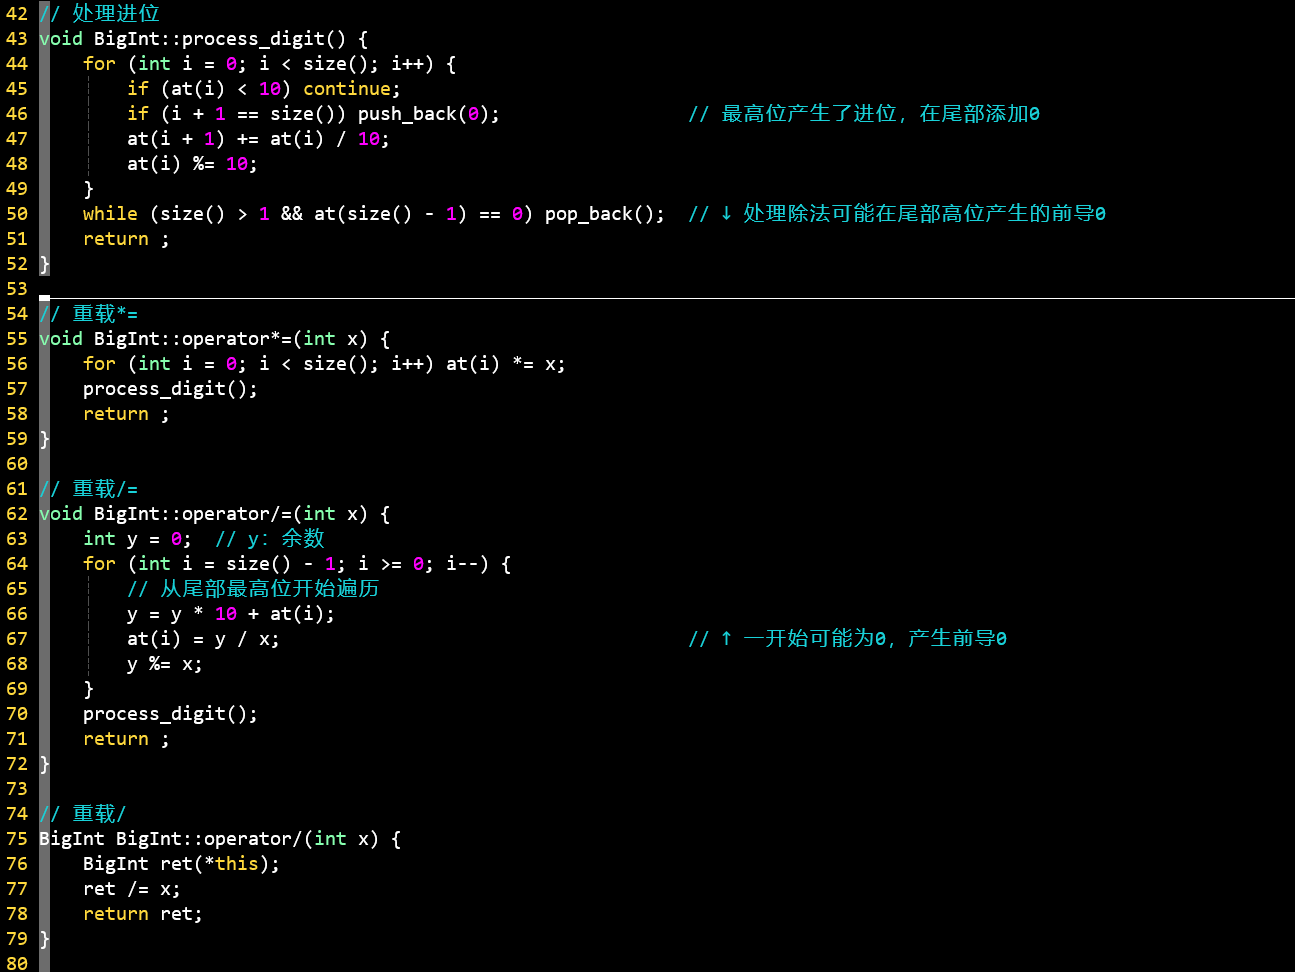 42 // 处理进位
43 void BigInt::process_digit() {
44     for (int i = 0; i < size(); i++) {
45         if (at(i) < 10) continue;
46         if (i + 1 == size()) push_back(0);                 // 最高位产生了进位，在尾部添加0
47         at(i + 1) += at(i) / 10;
48         at(i) %= 10;
49     }
50     while (size() > 1 && at(size() - 1) == 0) pop_back();  // ↓ 处理除法可能在尾部高位产生的前导0
51     return ;
52 }
53
54 // 重载*=
55 void BigInt::operator*=(int x) {
56     for (int i = 0; i < size(); i++) at(i) *= x;
57     process_digit();
58     return ;
59 }
60
61 // 重载/=
62 void BigInt::operator/=(int x) {
63     int y = 0;  // y: 余数
64     for (int i = size() - 1; i >= 0; i--) {
65         // 从尾部最高位开始遍历
66         y = y * 10 + at(i);
67         at(i) = y / x;                                     // ↑ 一开始可能为0，产生前导0
68         y %= x;
69     }
70     process_digit();
71     return ;
72 }
73
74 // 重载/
75 BigInt BigInt::operator/(int x) {
76     BigInt ret(*this);
77     ret /= x;
78     return ret;
79 }
80